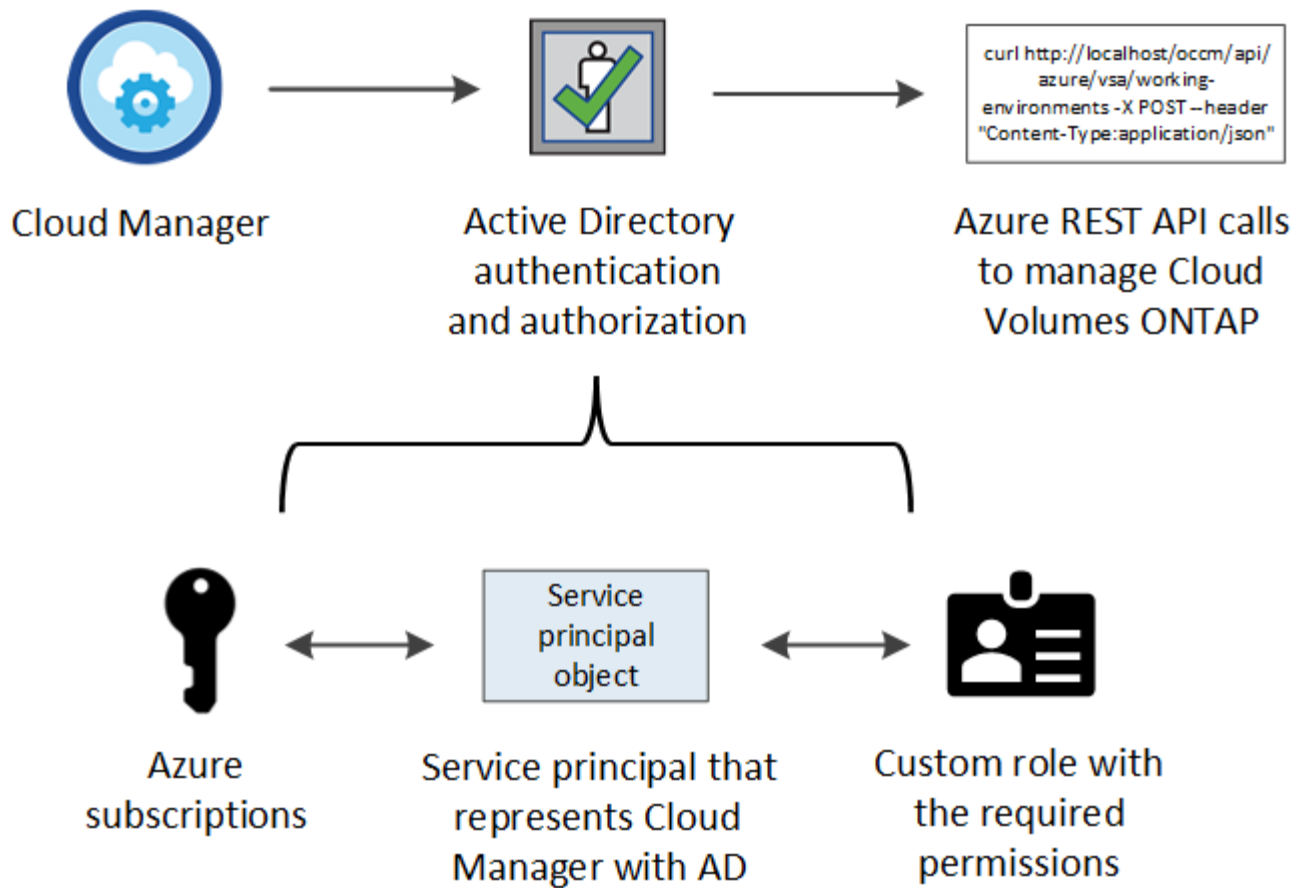 curl http://localhost/occm/api/
azure/vsa/working-
environments -X POST --header
"Content-Type:application/json"
Cloud Manager
Active Directory
authentication
and authorization
Azure REST API calls
to manage Cloud
Volumes ONTAP
Service
principal
object
Azure
subscriptions
Service principal that
represents Cloud
Manager with AD
Custom role with
the required
permissions